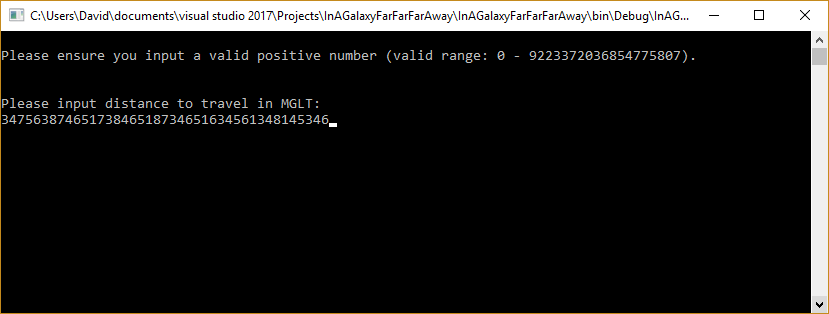 C:\Users\David\documents\visual studio 2017\Projects\InAGalaxyFarFarFarAway\InAGalaxyFarFarFarAway\bin\Debug\InAG...
Please ensure you input a valid positive number (valid range: 0 - 9223372036854775807).
Please input distance to travel in MGLT:
34756387465173846518734651634561348145346